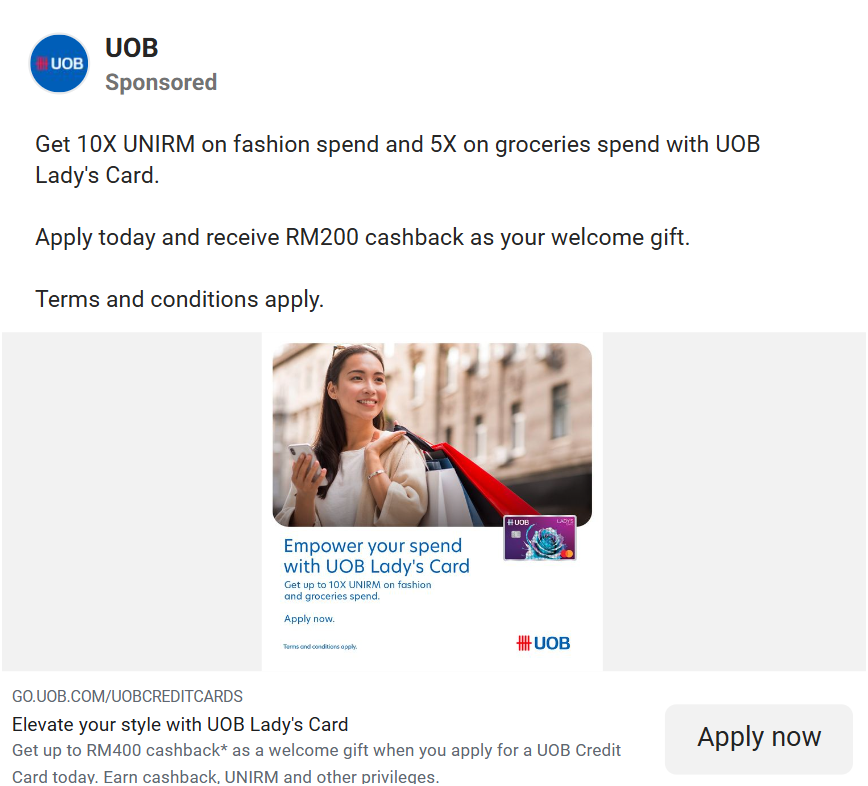 UOB
UOB
Sponsored
Get 10X UNIRM on fashion spend and 5X on groceries spend with UOB
Lady's Card.
Apply today and receive RM200 cashback as your welcome gift.
Terms and conditions apply.
UOB
LADY'S
Empower your spend
with UOB Lady's Card
Get up to 10X UNIRM on fashion
and groceries spend.
Apply now.
Terms and conditions apply.
UOB
GO.UOB.COM/UOBCREDITCARDS
Elevate your style with UOB Lady's Card
Get up to RM400 cashback* as a welcome gift when you apply for a UOB Credit
Card today. Earn cashback, UNIRM and other privileges.
Apply now